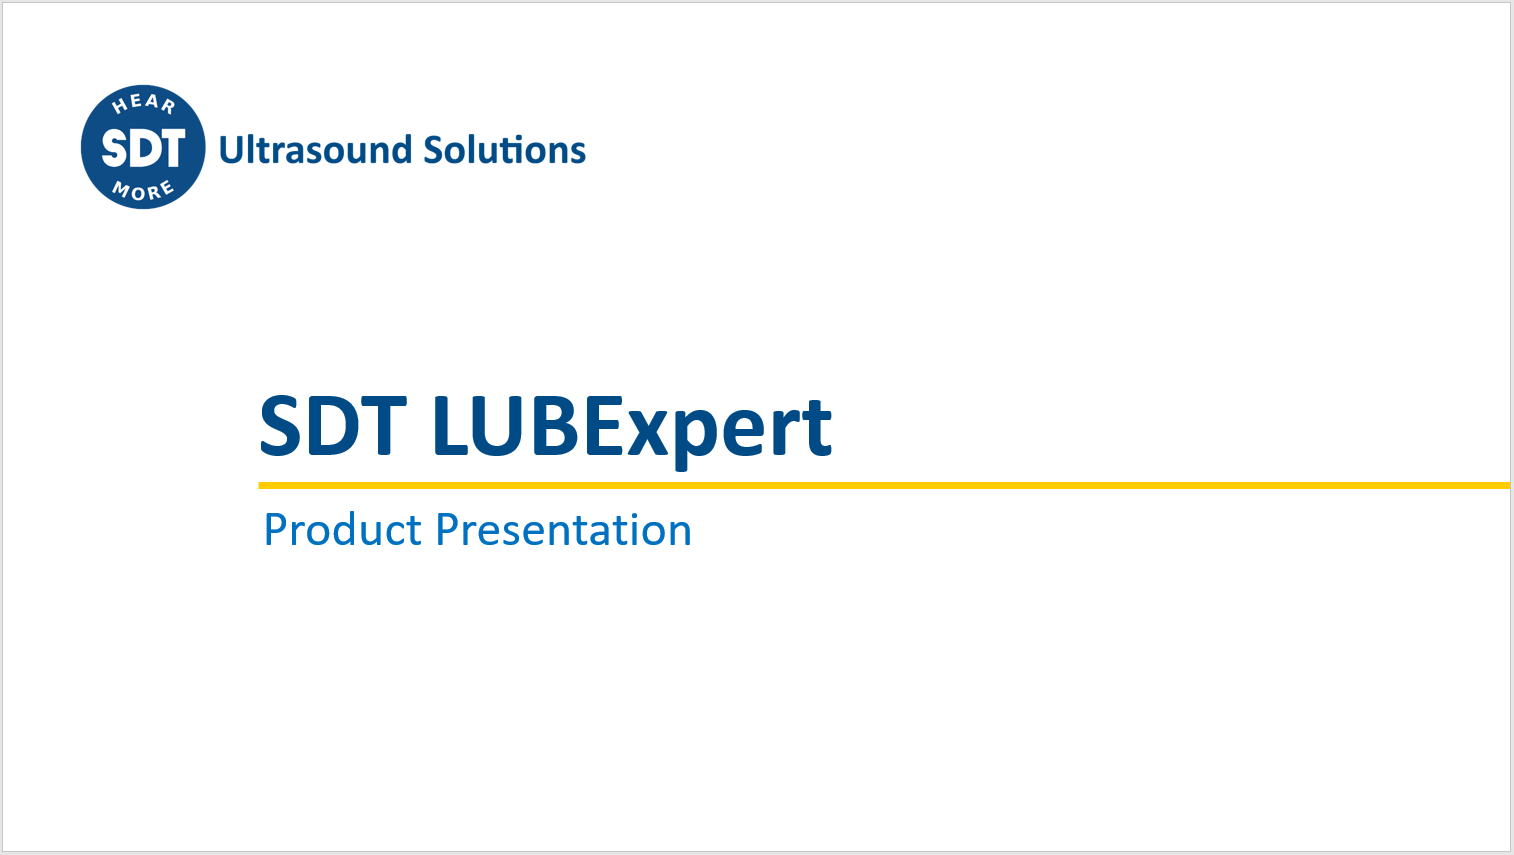 HEAR
SDT
MORE
Ultrasound Solutions
SDT LUBExpert
Product Presentation